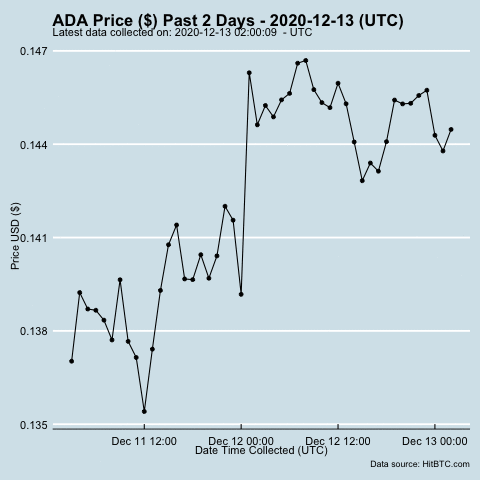 ADA Price ($) Past 2 Days - 2020-12-13 (UTC)
Latest data collected on: 2020-12-13 02:00:09 - UTC
0.147
0.144
0.141
0.138
0.135
Price USD ($)
Dec 11 12:00 Dec 12 00:00 Dec 12 12:00 Dec 13 00:00
Date Time Collected (UTC)
Data source: HitBTC.com